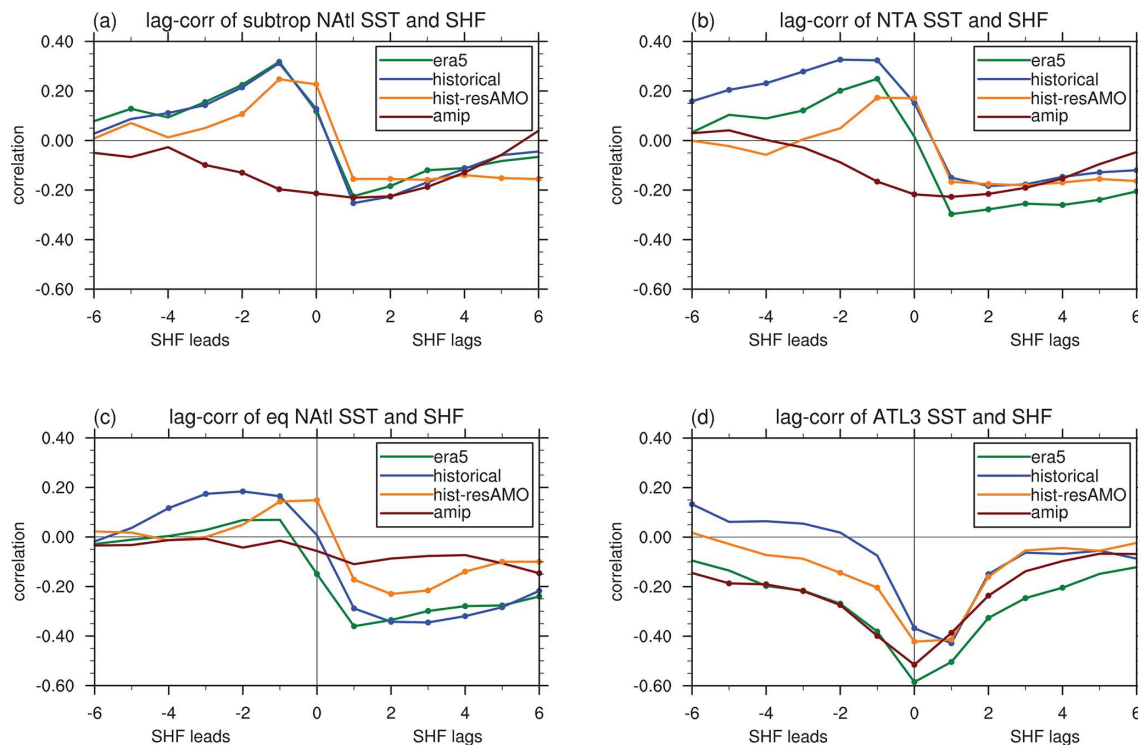 (a) lag-corr of subtrop NAtl SST and SHF
0.40
0.20
0.00
-0.20
-0.40
-0.60
correlation
era5
historical
hist-resAMO
amip
-6 -4 -2 0 2 4 6
SHF leads SHF lags
(b) lag-corr of NTA SST and SHF
0.40
0.20
0.00
-0.20
-0.40
-0.60
correlation
era5
historical
hist-resAMO
amip
-6 -4 -2 0 2 4 6
SHF leads SHF lags
(c) lag-corr of eq NAtl SST and SHF
0.40
0.20
0.00
-0.20
-0.40
-0.60
correlation
era5
historical
hist-resAMO
amip
-6 -4 -2 0 2 4 6
SHF leads SHF lags
(d) lag-corr of ATL3 SST and SHF
0.40
0.20
0.00
-0.20
-0.40
-0.60
correlation
era5
historical
hist-resAMO
amip
-6 -4 -2 0 2 4 6
SHF leads SHF lags